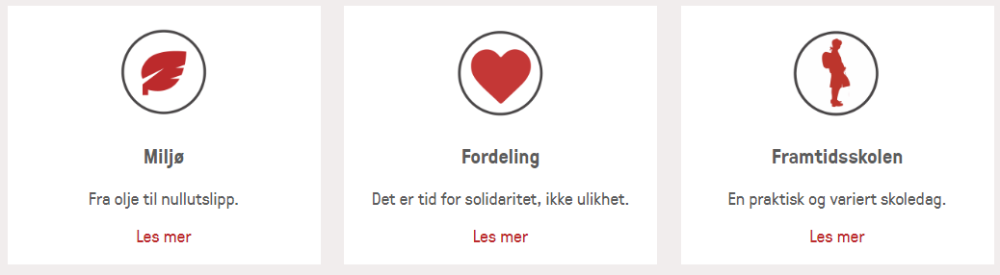 Miljø
Fra olje til nullutslipp.
Les mer
Fordeling
Det er tid for solidaritet, ikke ulikhet.
Les mer
Framtidsskolen
En praktisk og variert skoledag.
Les mer